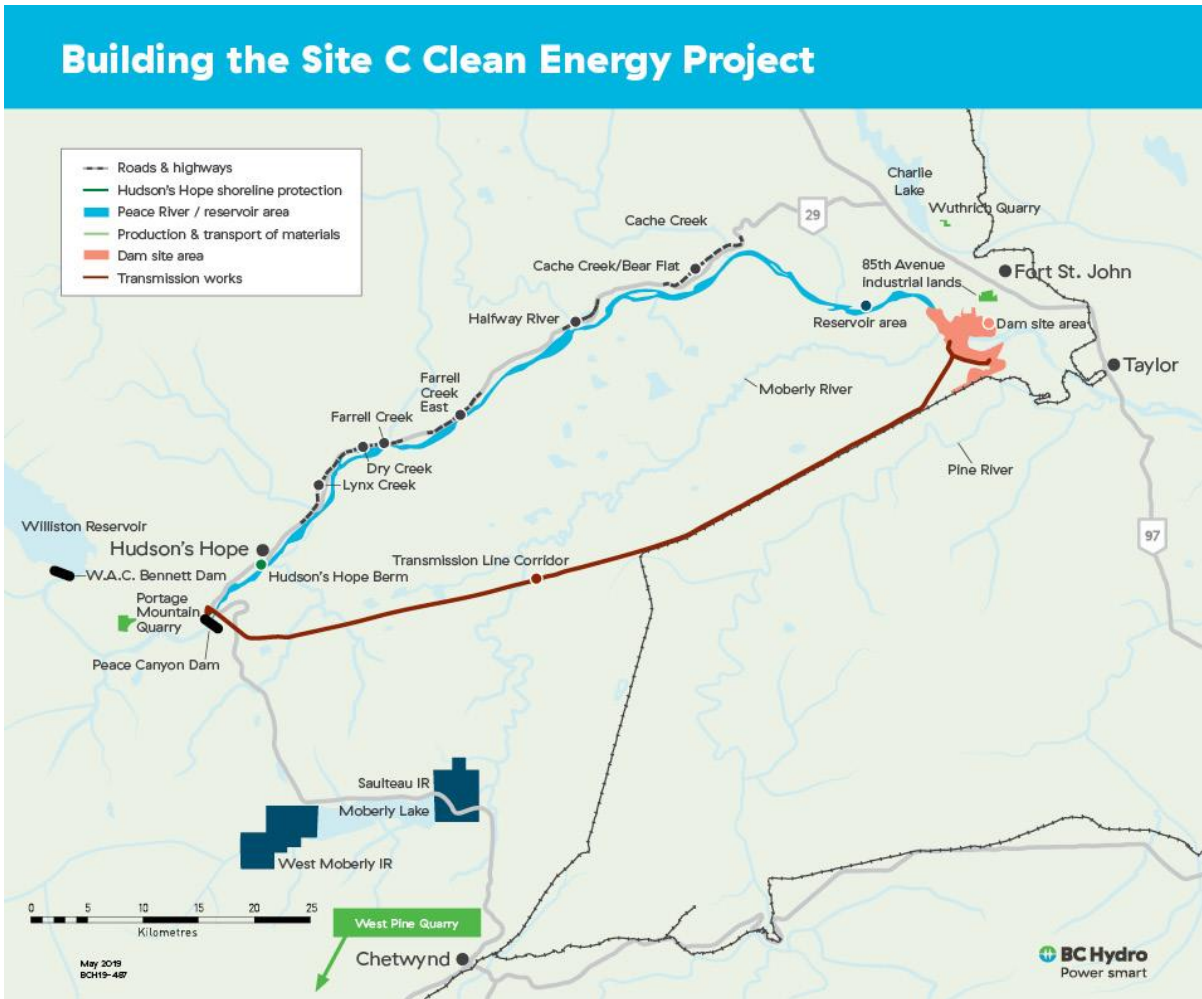 Building the Site C Clean Energy Project
Roads & highways
Hudson's Hope shoreline protection
Peace River / reservoir area
Production & transport of materials
Dam site area
Transmission works
Charlie
Lake
Wuthrich Quarry
29
Cache Creek
Cache Creek/Bear Flat
85th Avenue
industrial lands
Fort St. John
Halfway River
Reservoir area
Dam site area
Taylor
Moberly River
Farrell
Creek
East
Farrell Creek
Dry Creek
Lynx Creek
Pine River
Williston Reservoir
Hudson's Hope
97
W.A.C. Bennett Dam
Hudson's Hope Berm
Transmission Line Corridor
Portage
Mountain
Quarry
Peace Canyon Dam
Saulteau IR
Moberly Lake
West Moberly IR
0 5 10 15 20 25
Kilometres
West Pine Quarry
Chetwynd
May 2019
BCH19-487
BC Hydro
Power smart